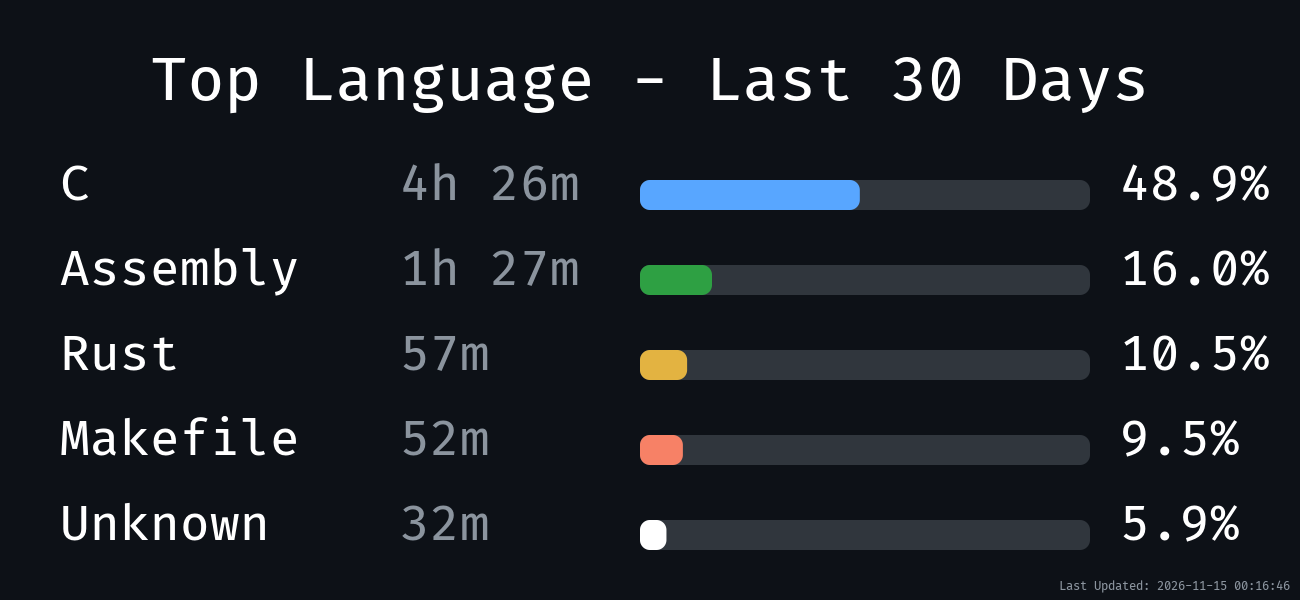 Top Language - Last 30 Days
C 4h 26m 48.9%
Assembly 1h 27m 16.0%
Rust 57m 10.5%
Makefile 52m 9.5%
Unknown 32m 5.9%
Last Updated: 2026-11-15 00:16:46